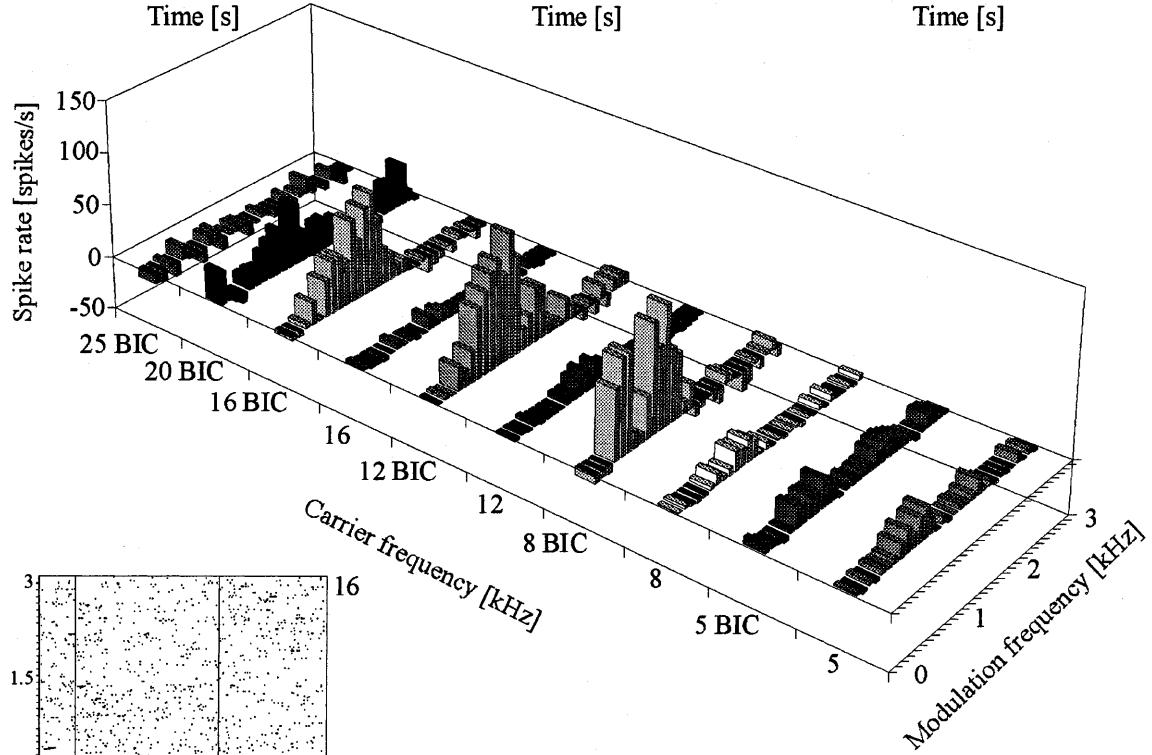 Time [s] Time [s] Time [s]
Spike rate [spikes/s]
150
100
50
0
-50
25 BIC
20 BIC
16 BIC
16
12 BIC
12
8 BIC
8
5 BIC
5
Carrier frequency [kHz]
0
1
2
3
Modulation frequency [kHz]
3
1.5
16